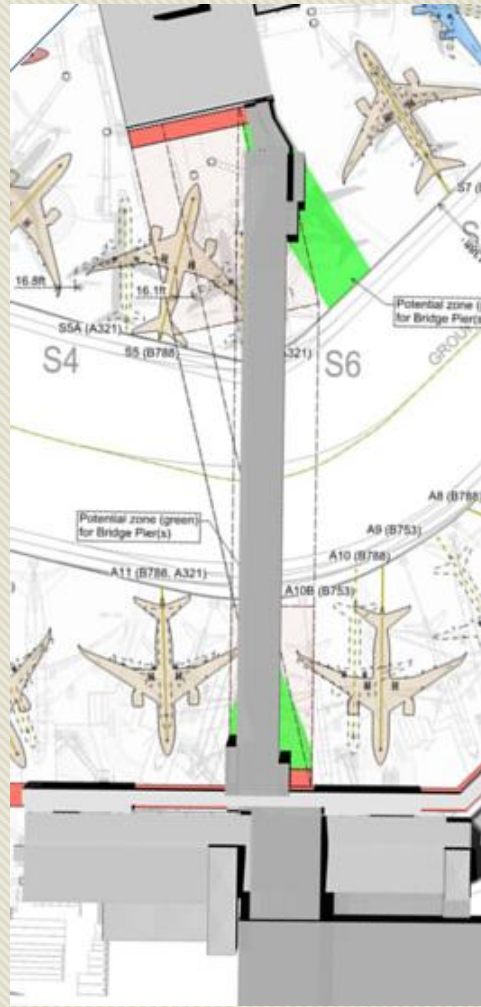 S7
16.8ft
16.1ft
Potential zone
for Bridge Pier(s
S5A (A321)
S4
S5 (B788)
A321)
S6
GROU
A8 (B788)
Potential zone (green)
for Bridge Pier(s)
A9 (B753)
A10 (B788)
A11 (B788, A321)
A10B (B753)